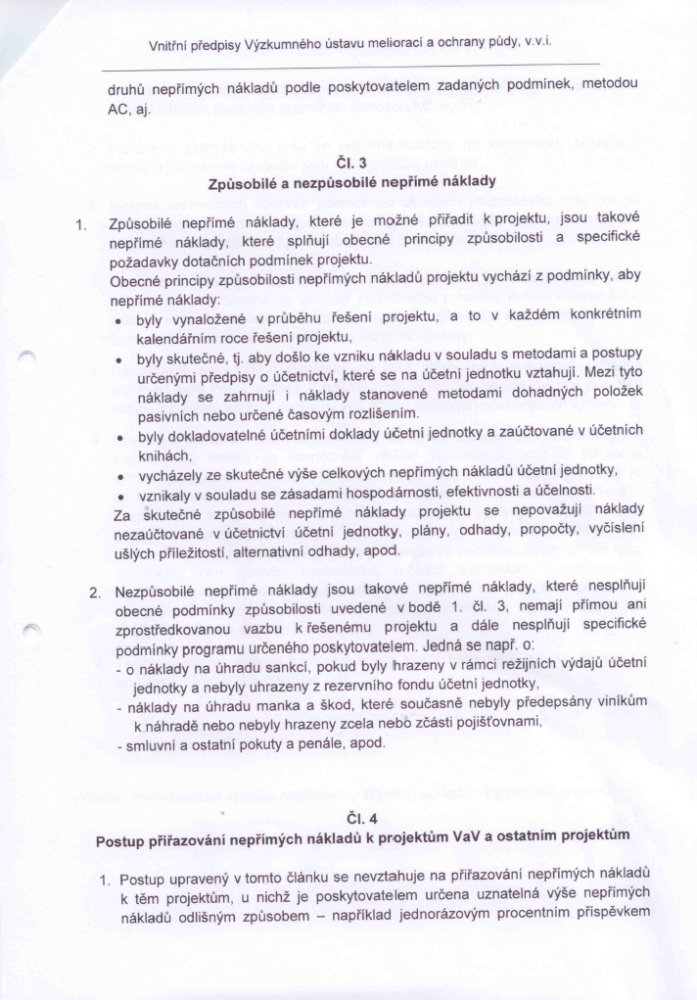 Vnitřní předpisy Výzkumného ústavu meliorací a ochrany půdy, v.v.i.
druhů nepřímých nákladů podle poskytovatelem zadaných podmínek, metodou
AC, aj.
Čl. 3
Způsobilé a nezpůsobilé nepřímé náklady
1. Způsobilé nepřímé náklady, které je možné přiřadit k projektu, jsou takové
nepřímé náklady, které splňují obecné principy způsobilosti a specifické
požadavky dotačních podmínek projektu.
Obecné principy způsobilosti nepřímých nákladů projektu vychází z podmínky, aby
nepřímé náklady:
• byly vynaložené v průběhu řešení projektu, a to v každém konkrétním
kalendářním roce řešení projektu,
• byly skutečné, tj. aby došlo ke vzniku nákladu v souladu s metodami a postupy
určenými předpisy o účetnictví, které se na účetní jednotku vztahují. Mezi tyto
náklady se zahrnují i náklady stanovené metodami dohadných položek
pasivních nebo určené časovým rozlišením.
• byly dokladovatelné účetními doklady účetní jednotky a zaúčtované v účetních
knihách,
• vycházely ze skutečné výše celkových nepřímých nákladů účetní jednotky,
• vznikaly v souladu se zásadami hospodárnosti, efektivnosti a účelnosti.
Za skutečné způsobilé nepřímé náklady projektu se nepovažují náklady
nezaúčtované v účetnictví účetní jednotky, plány, odhady, propočty, vyčíslení
ušlých příležitostí, alternativní odhady, apod.
2. Nezpůsobilé nepřímé náklady jsou takové nepřímé náklady, které nesplňují
obecné podmínky způsobilosti uvedené v bodě 1. čl. 3, nemají přímou ani
zprostředkovanou vazbu k řešenému projektu a dále nesplňují specifické
podmínky programu určeného poskytovatelem. Jedná se např. o:
- o náklady na úhradu sankcí, pokud byly hrazeny v rámci režijních výdajů účetní
jednotky a nebyly uhrazeny z rezervního fondu účetní jednotky,
- náklady na úhradu manka a škod, které současně nebyly předepsány viníkům
k náhradě nebo nebyly hrazeny zcela nebo zčásti pojišťovnami,
- smluvní a ostatní pokuty a penále, apod.
Čl. 4
Postup přiřazování nepřímých nákladů k projektům VaV a ostatním projektům
1. Postup upravený v tomto článku se nevztahuje na přiřazování nepřímých nákladů
k těm projektům, u nichž je poskytovatelem určena uznatelná výše nepřímých
nákladů odlišným způsobem – například jednorázovým procentním příspěvkem